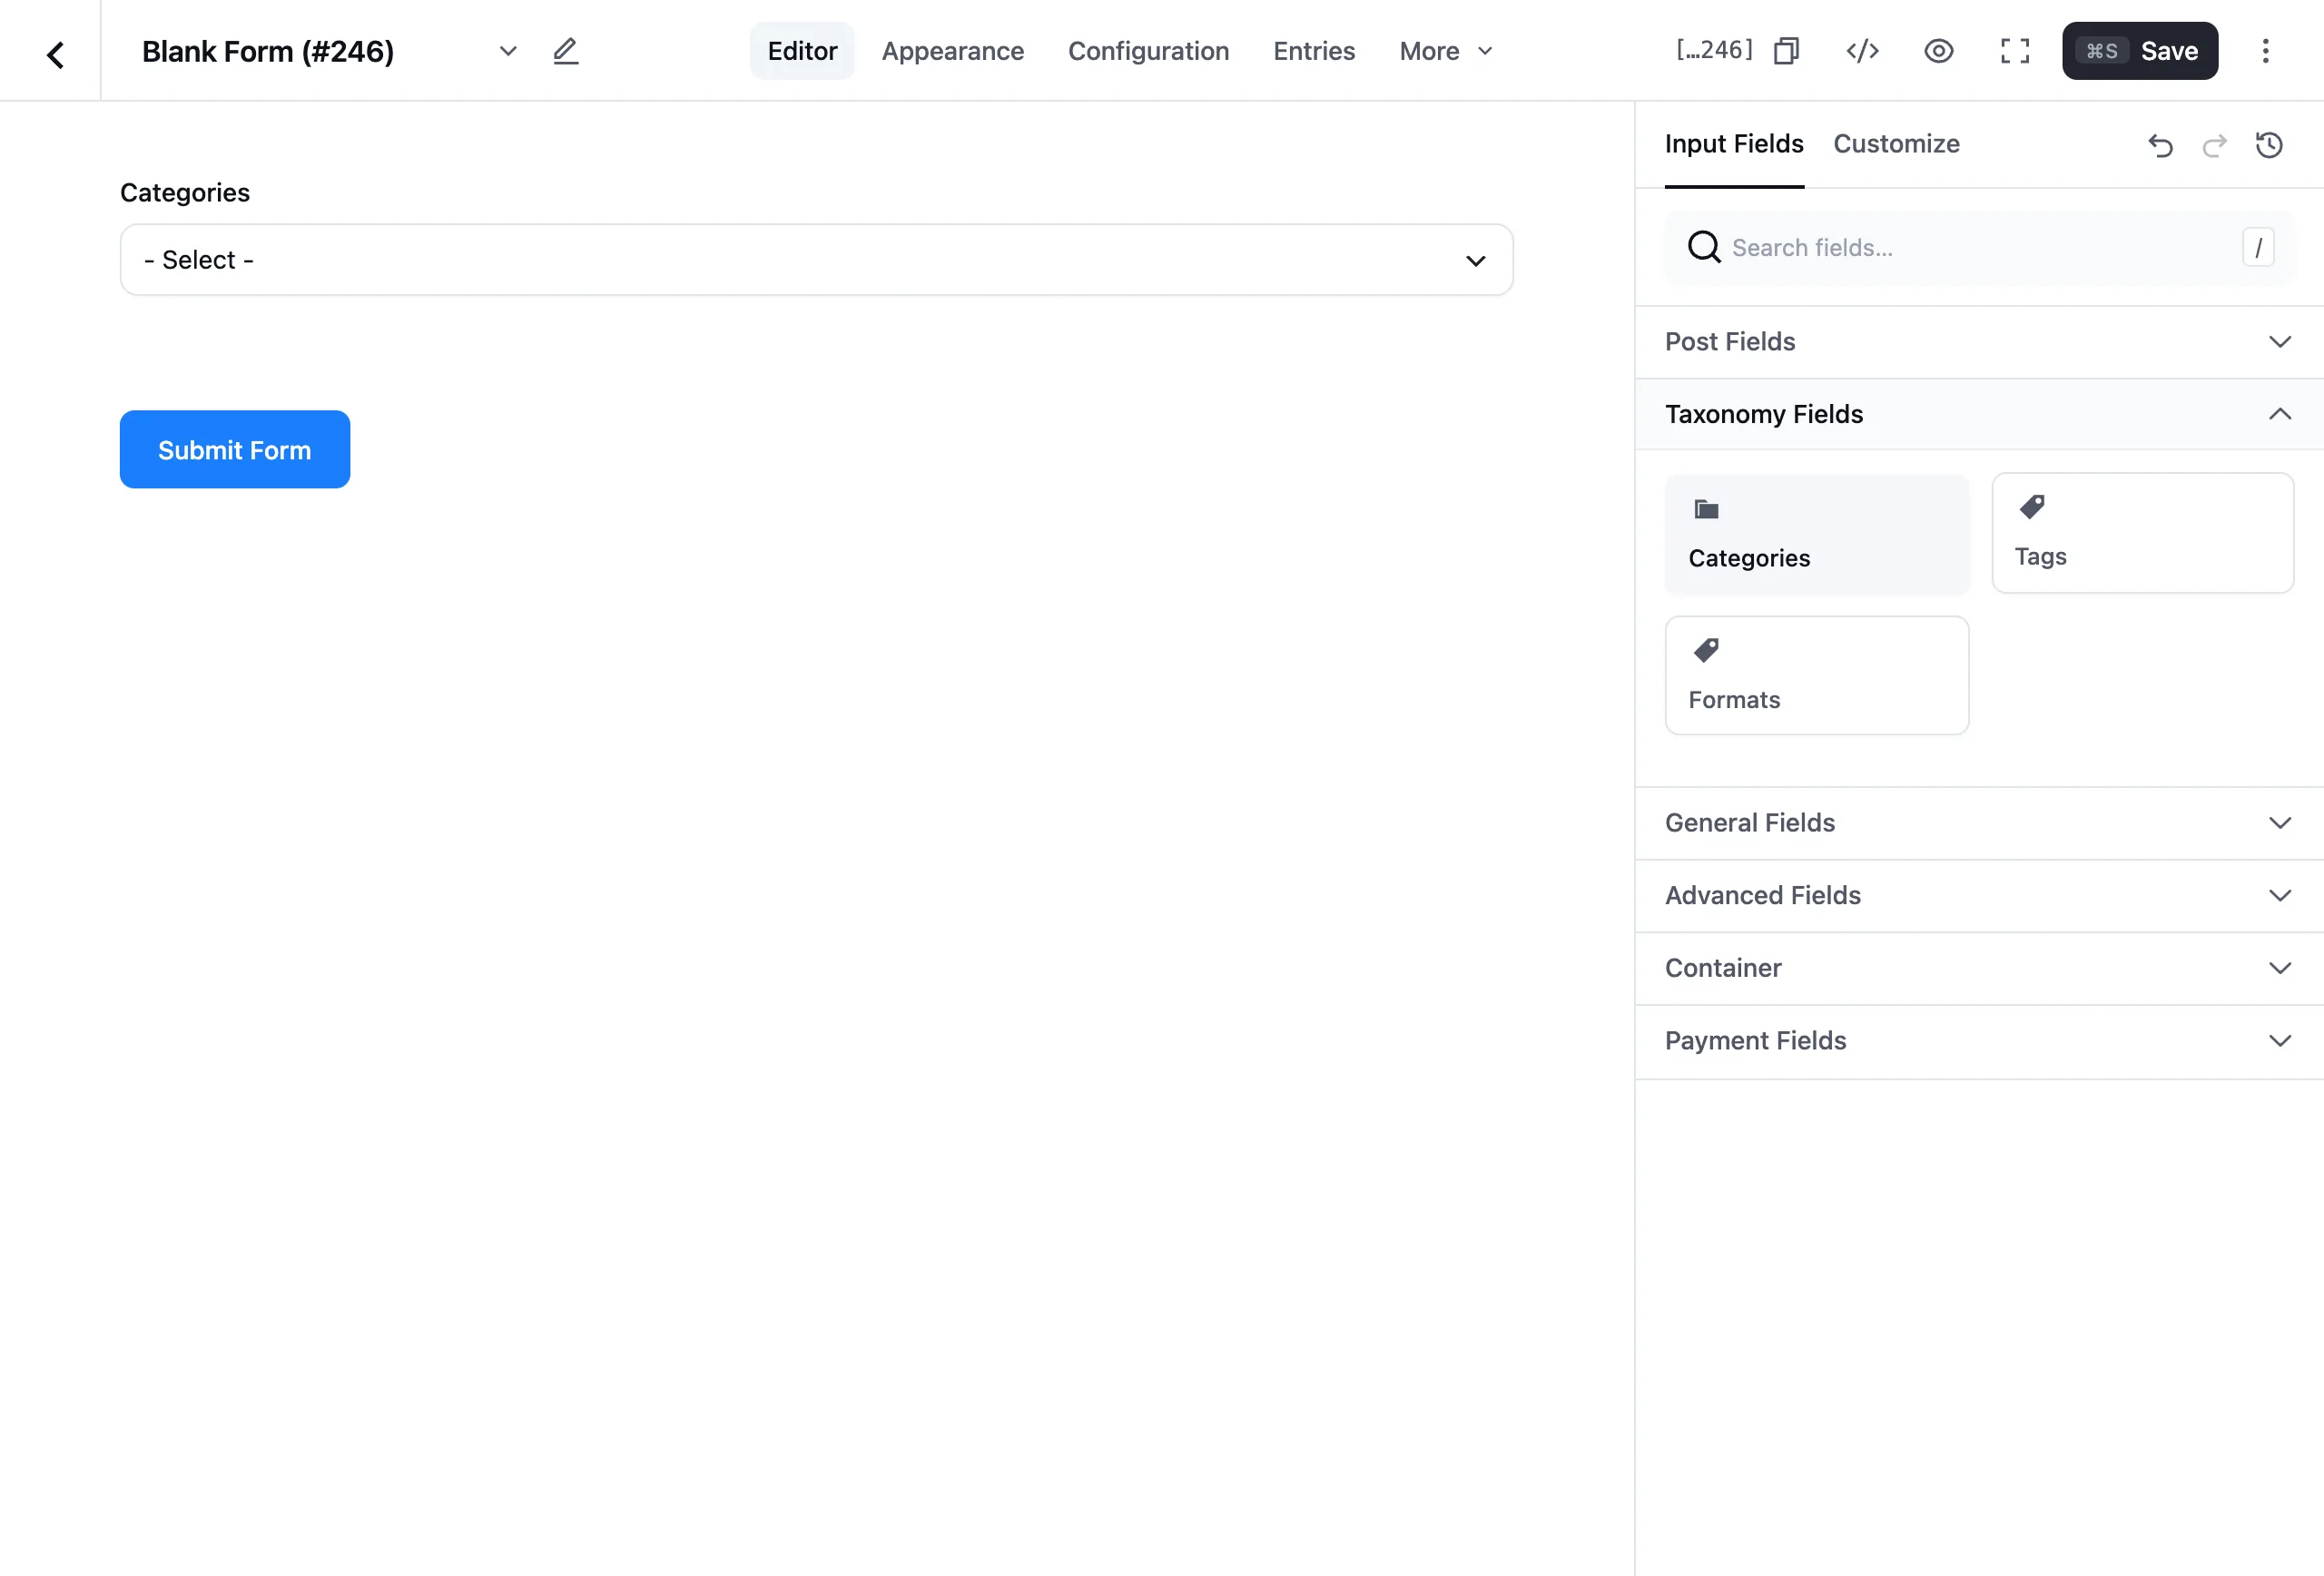 Blank Form (#246)
Editor
Appearance
Configuration
Entries
More
[…246]
⌘S Save
Categories
- Select -
Submit Form
Input Fields
Customize
Search fields...
/
Post Fields
Taxonomy Fields
Categories
Tags
Formats
General Fields
Advanced Fields
Container
Payment Fields